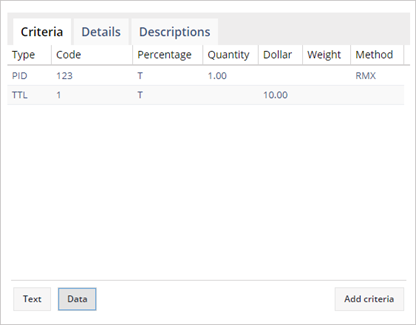 Criteria Details Descriptions
Type Code Percentage Quantity Dollar Weight Method
PID 123 T 1.00 RMX
TTL 1 T 10.00
Text Data Add criteria